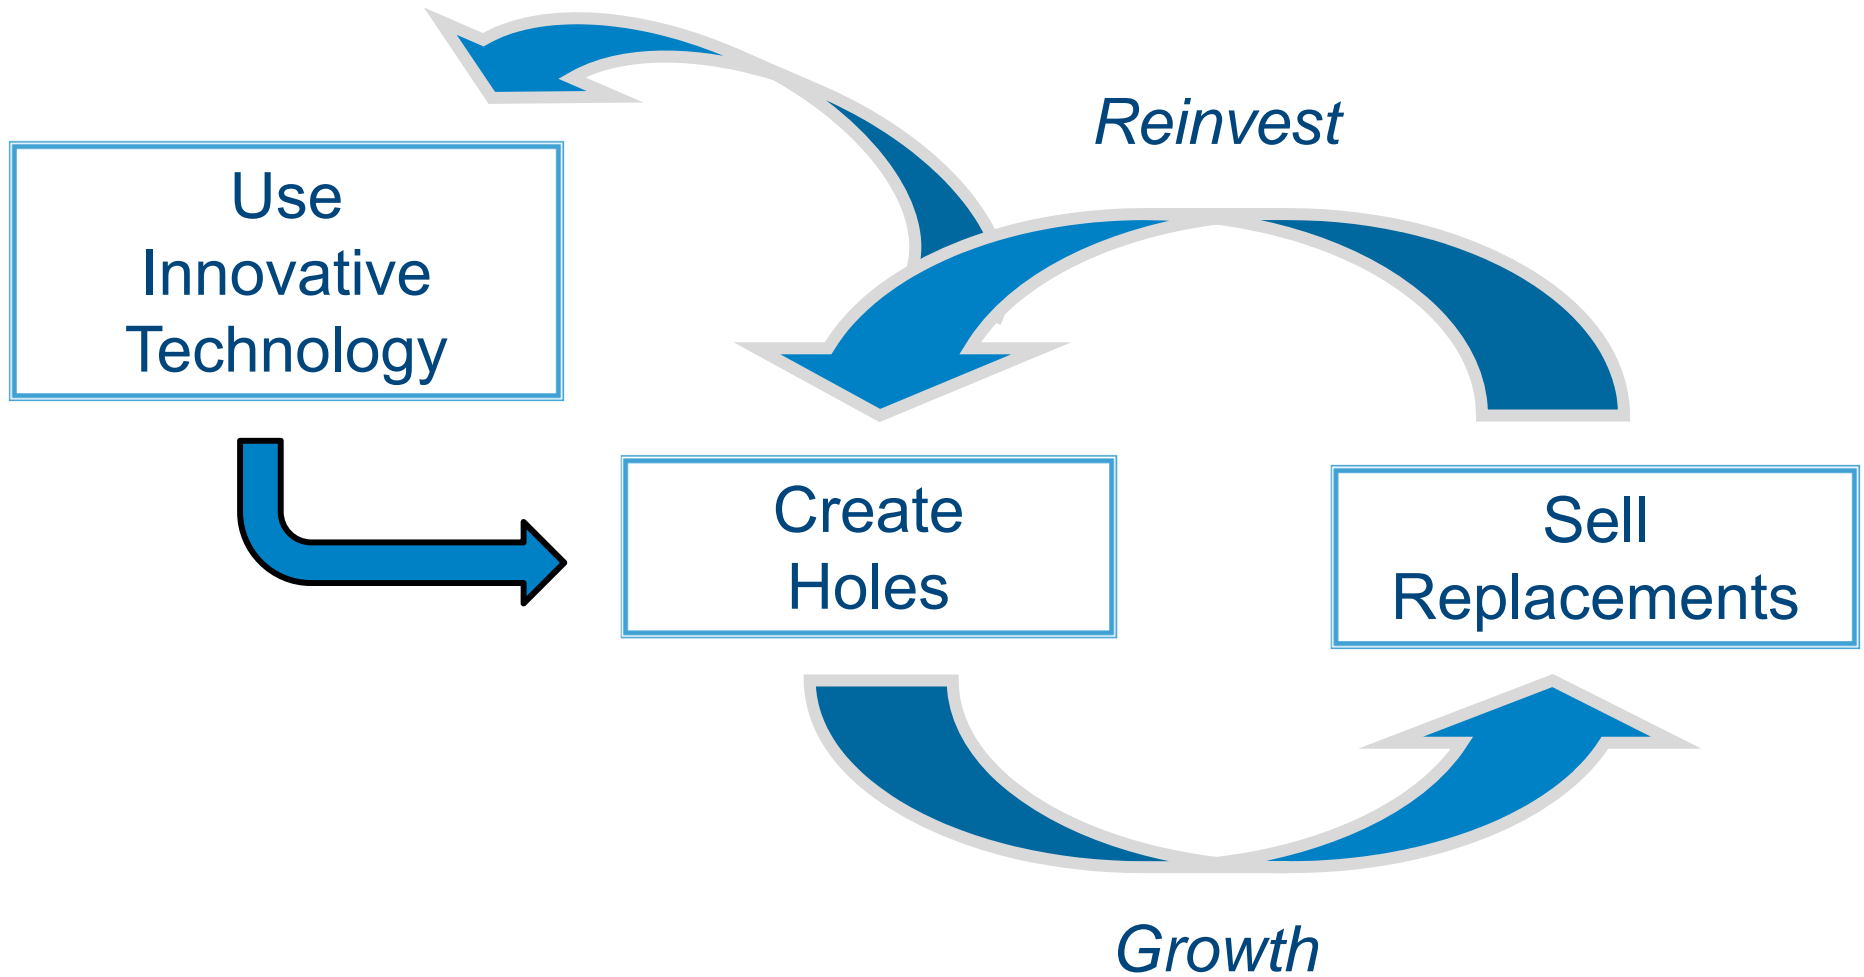 Reinvest
Use
Innovative
Technology
Create
Holes
Sell
Replacements
Growth